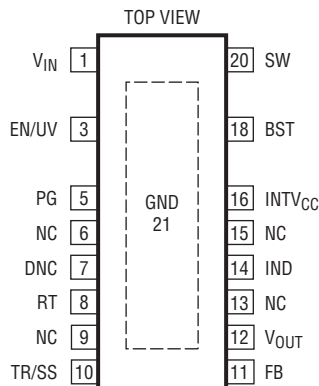 TOP VIEW
V_IN 1
EN/UV 3
PG 5
NC 6
DNC 7
RT 8
NC 9
TR/SS 10
GND
21
20 SW
18 BST
16 INTV_CC
15 NC
14 IND
13 NC
12 V_OUT
11 FB